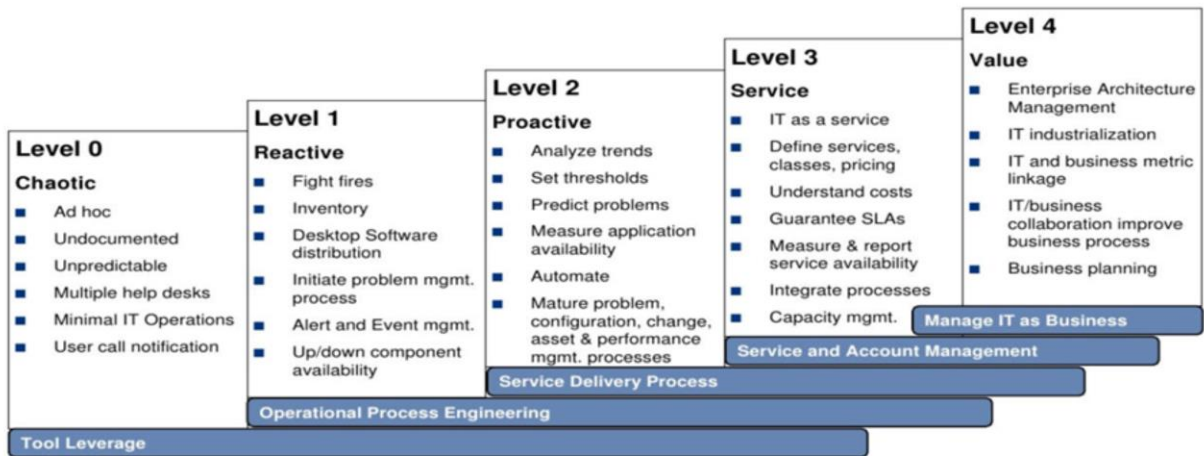 Level 0
Chaotic
Ad hoc
Undocumented
Unpredictable
Multiple help desks
Minimal IT Operations
User call notification
Level 1
Reactive
Fight fires
Inventory
Desktop Software
distribution
Initiate problem mgmt.
process
Alert and Event mgmt.
Up/down component
availability
Level 2
Proactive
Analyze trends
Set thresholds
Predict problems
Measure application
availability
Automate
Mature problem,
configuration, change,
asset & performance
mgmt. processes
Level 3
Service
IT as a service
Define services,
classes, pricing
Understand costs
Guarantee SLAs
Measure & report
service availability
Integrate processes
Capacity mgmt.
Level 4
Value
Enterprise Architecture
Management
IT industrialization
IT and business metric
linkage
IT/business
collaboration improve
business process
Business planning
Manage IT as Business
Service and Account Management
Service Delivery Process
Operational Process Engineering
Tool Leverage